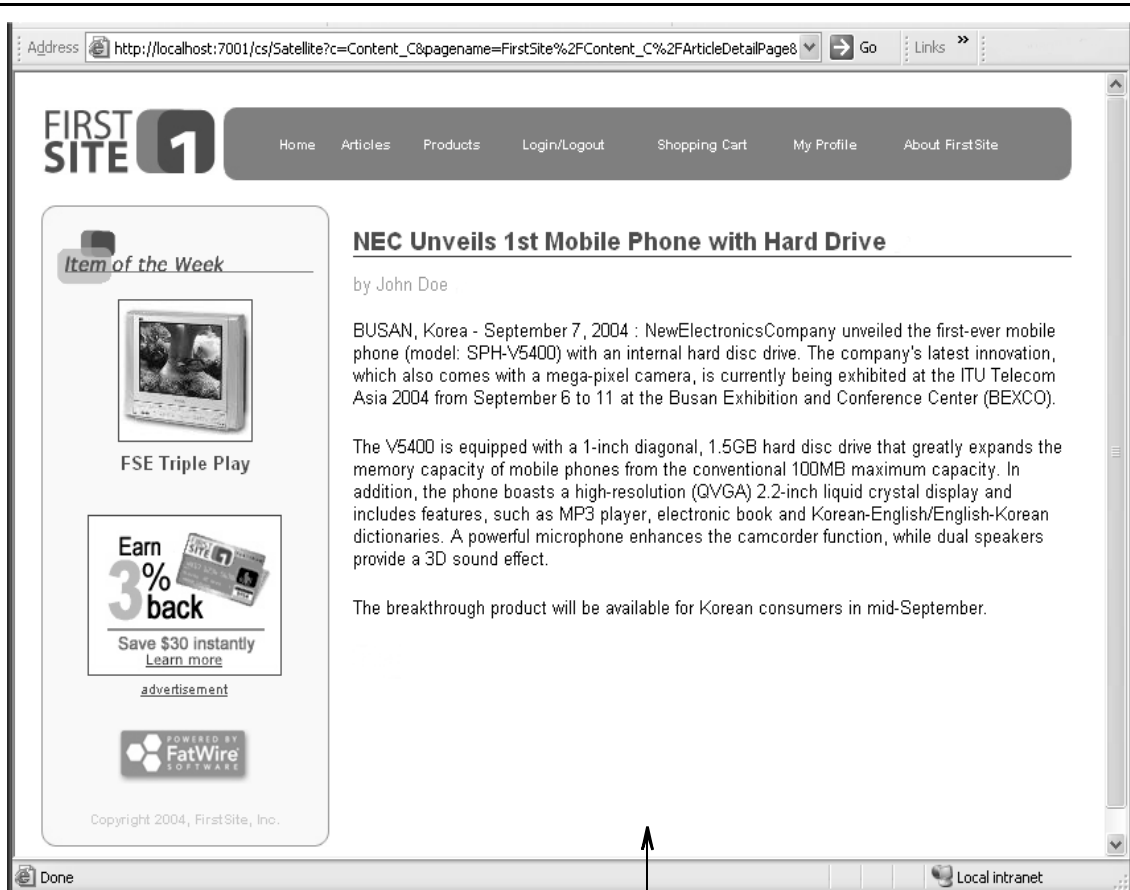 Address http://localhost:7001/cs/Satellite?c=Content_C&pagename=FirstSite%2FContent_C%2FArticleDetailPage& Go Links »
FIRST
SITE 1
Home Articles Products Login/Logout Shopping Cart My Profile About FirstSite
Item of the Week
FSE Triple Play
Earn
3%
back
Save $30 instantly
Learn more
advertisement
POWERED BY
FatWire
SOFTWARE
Copyright 2004, FirstSite, Inc.
NEC Unveils 1st Mobile Phone with Hard Drive
by John Doe
BUSAN, Korea - September 7, 2004 : NewElectronicsCompany unveiled the first-ever mobile
phone (model: SPH-V5400) with an internal hard disc drive. The company's latest innovation,
which also comes with a mega-pixel camera, is currently being exhibited at the ITU Telecom
Asia 2004 from September 6 to 11 at the Busan Exhibition and Conference Center (BEXCO).
The V5400 is equipped with a 1-inch diagonal, 1.5GB hard disc drive that greatly expands the
memory capacity of mobile phones from the conventional 100MB maximum capacity. In
addition, the phone boasts a high-resolution (QVGA) 2.2-inch liquid crystal display and
includes features, such as MP3 player, electronic book and Korean-English/English-Korean
dictionaries. A powerful microphone enhances the camcorder function, while dual speakers
provide a 3D sound effect.
The breakthrough product will be available for Korean consumers in mid-September.
Done Local intranet